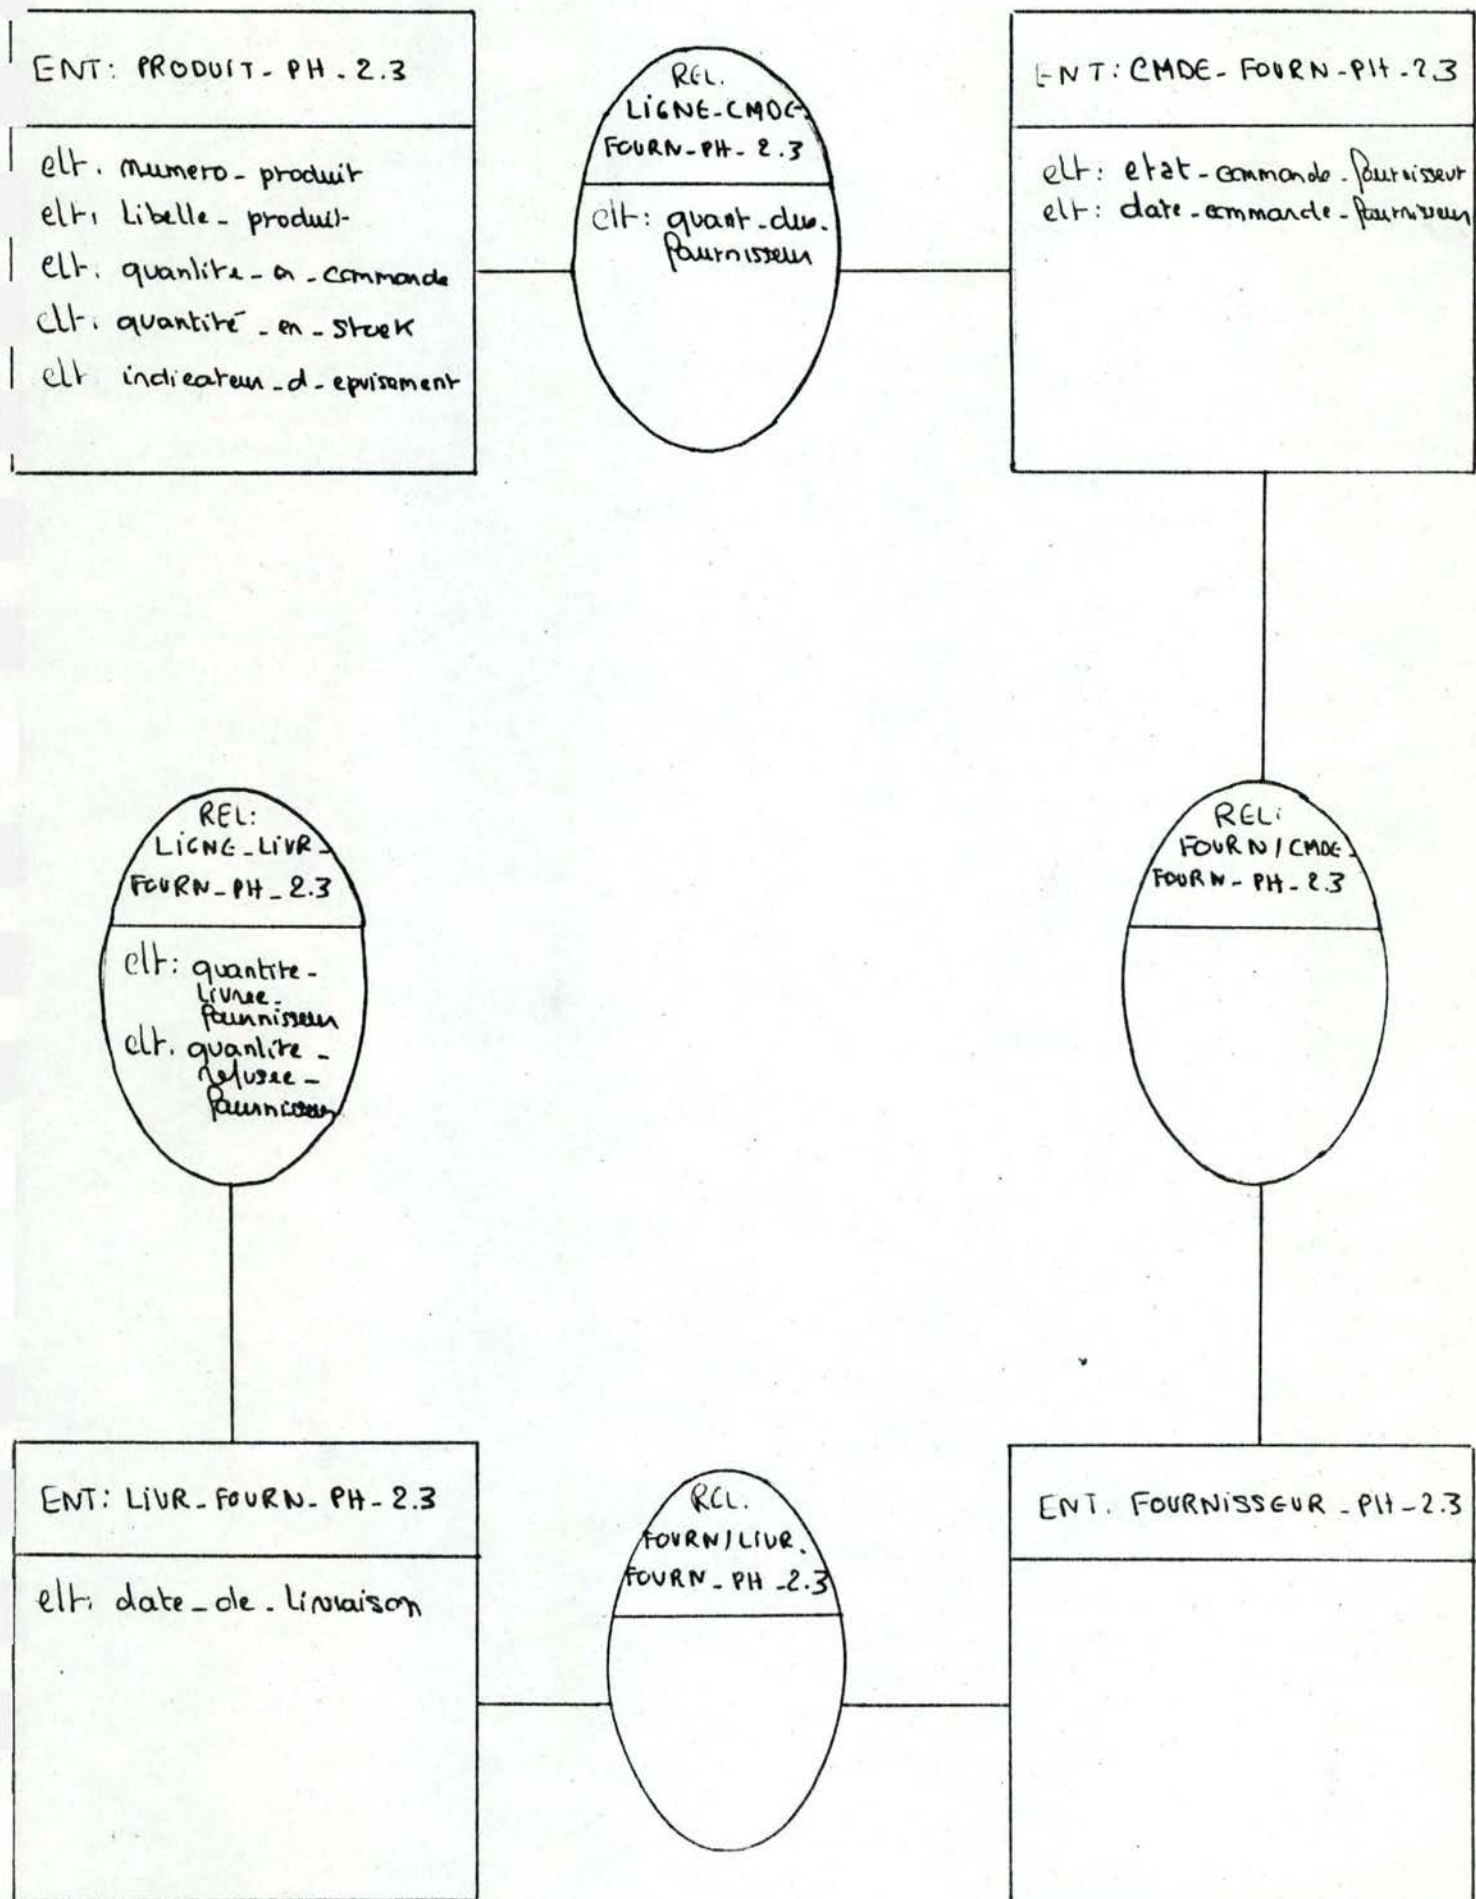 ENT: PRODUIT-PH-2.3
elt: numero-produit
elt: Libelle-produit
elt: quantite-en-commande
elt: quantité-en-stock
elt: indicateur-d-epuisement
REL.
LIGNE-CMDE-
FOURN-PH-2.3
elt: quant-due-
fournisseur
ENT: CMDE-FOURN-PH-2.3
elt: etat-commande-fournisseur
elt: date-commande-fournisseur
REL:
LIGNE-LIVR-
FOURN-PH-2.3
elt: quantite-
livree-
fournisseur
elt: quantite-
refusee-
fournisseur
REL:
FOURN/CMDE-
FOURN-PH-2.3
ENT: LIVR-FOURN-PH-2.3
elt: date-de-livraison
REL.
FOURN/LIVR-
FOURN-PH-2.3
ENT. FOURNISSEUR-PH-2.3